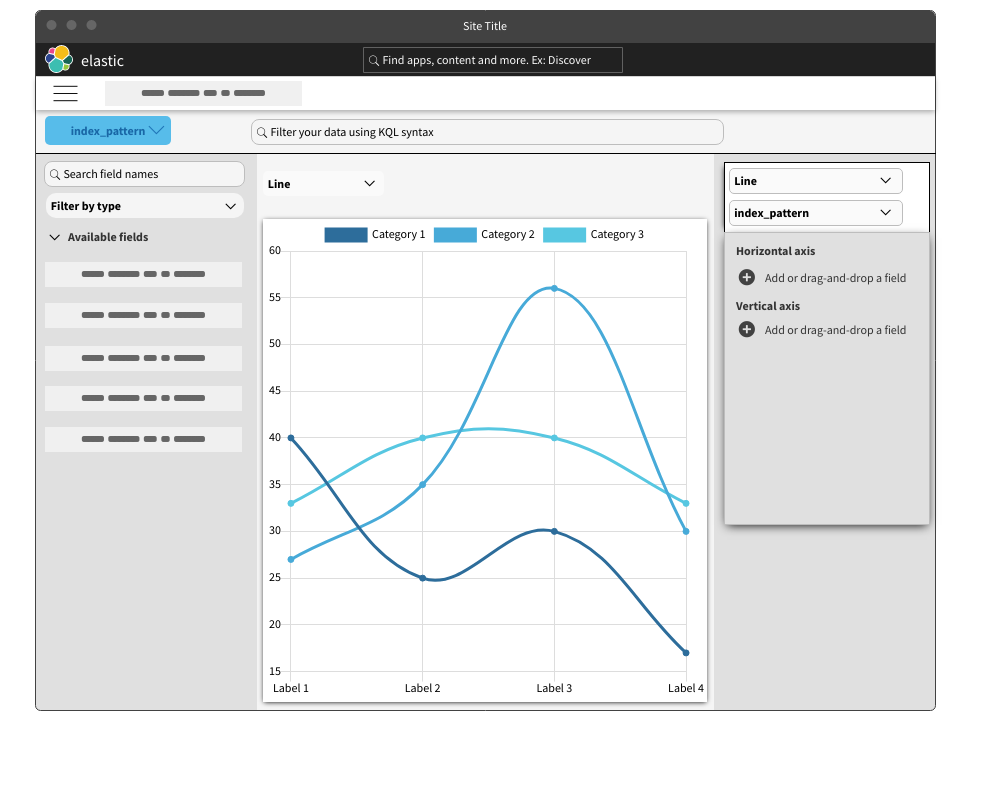 Site Title
elastic
Find apps, content and more. Ex: Discover
index_pattern
Filter your data using KQL syntax
Search field names
Filter by type
Available fields
Line
Category 1 Category 2 Category 3
60
55
50
45
40
35
30
25
20
15
Label 1 Label 2 Label 3 Label 4
Line
index_pattern
Horizontal axis
Add or drag-and-drop a field
Vertical axis
Add or drag-and-drop a field